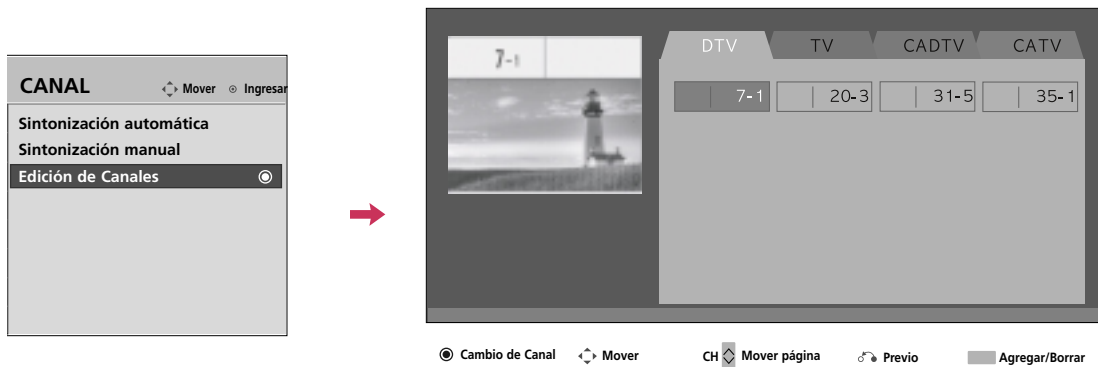 CANAL Mover Ingresar
Sintonización automática
Sintonización manual
Edición de Canales
7-1
DTV TV CADTV CATV
7-1 20-3 31-5 35-1
Cambio de Canal Mover CH Mover página Previo Agregar/Borrar